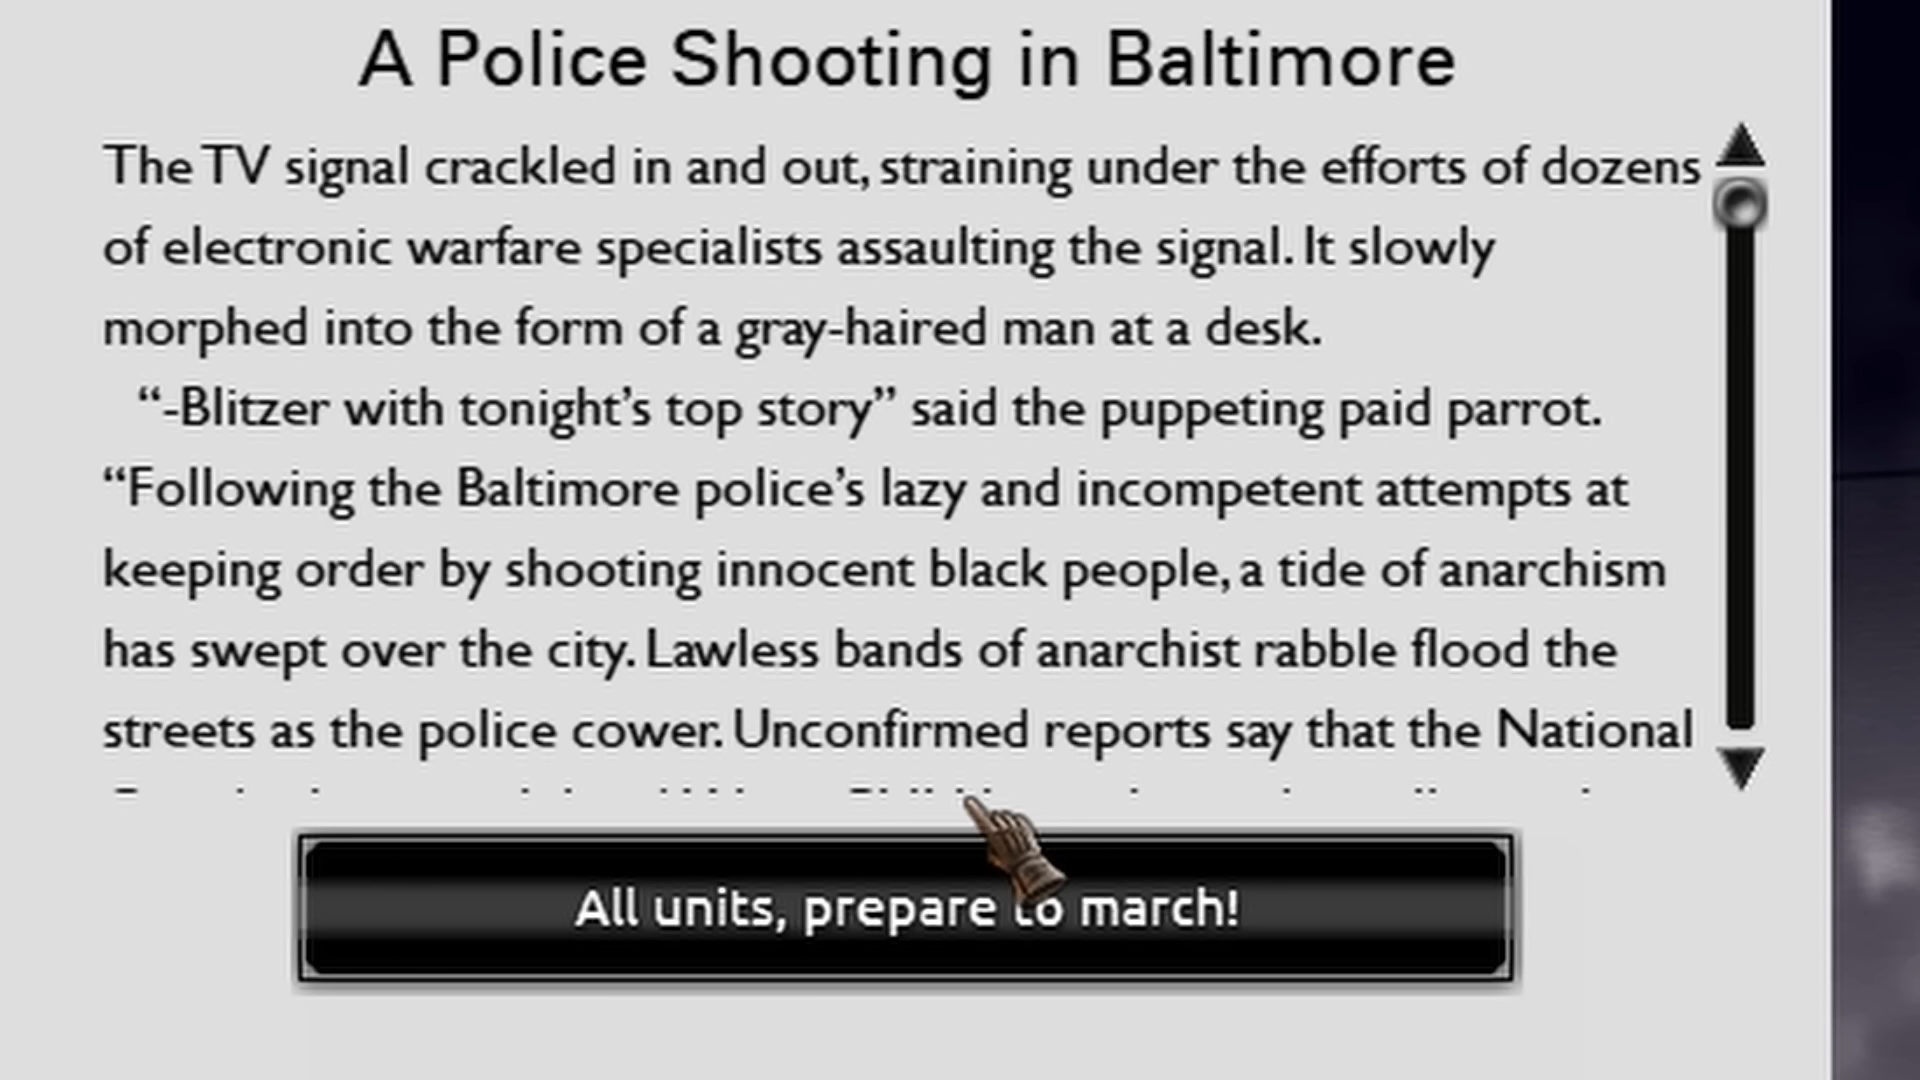 A Police Shooting in Baltimore
The TV signal crackled in and out, straining under the efforts of dozens
of electronic warfare specialists assaulting the signal. It slowly
morphed into the form of a gray-haired man at a desk.
“-Blitzer with tonight’s top story” said the puppeting paid parrot.
“Following the Baltimore police’s lazy and incompetent attempts at
keeping order by shooting innocent black people, a tide of anarchism
has swept over the city. Lawless bands of anarchist rabble flood the
streets as the police cower. Unconfirmed reports say that the National
All units, prepare to march!